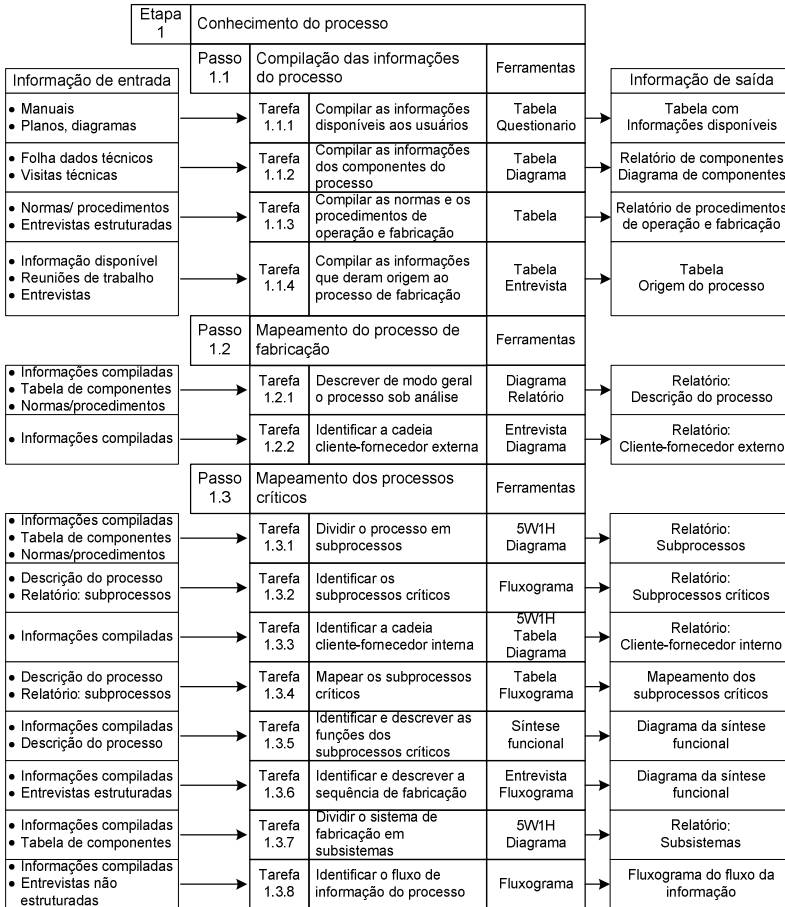 Etapa
1
Conhecimento do processo
Passo
1.1
Compilação das informações
do processo
Ferramentas
Informação de entrada
Informação de saída
• Manuais
• Planos, diagramas
Tarefa
1.1.1
Compilar as informações
disponíveis aos usuários
Tabela
Questionario
Tabela com
Informações disponíveis
• Folha dados técnicos
• Visitas técnicas
Tarefa
1.1.2
Compilar as informações
dos componentes do
processo
Tabela
Diagrama
Relatório de componentes
Diagrama de componentes
• Normas/ procedimentos
• Entrevistas estruturadas
Tarefa
1.1.3
Compilar as normas e os
procedimentos de
operação e fabricação
Tabela
Relatório de procedimentos
de operação e fabricação
• Informação disponível
• Reuniões de trabalho
• Entrevistas
Tarefa
1.1.4
Compilar as informações
que deram origem ao
processo de fabricação
Tabela
Entrevista
Tabela
Origem do processo
Passo
1.2
Mapeamento do processo de
fabricação
Ferramentas
• Informações compiladas
• Tabela de componentes
• Normas/procedimentos
Tarefa
1.2.1
Descrever de modo geral
o processo sob análise
Diagrama
Relatório
Relatório:
Descrição do processo
• Informações compiladas
Tarefa
1.2.2
Identificar a cadeia
cliente-fornecedor externa
Entrevista
Diagrama
Relatório:
Cliente-fornecedor externo
Passo
1.3
Mapeamento dos processos
críticos
Ferramentas
• Informações compiladas
• Tabela de componentes
• Normas/procedimentos
Tarefa
1.3.1
Dividir o processo em
subprocessos
5W1H
Diagrama
Relatório:
Subprocessos
• Descrição do processo
• Relatório: subprocessos
Tarefa
1.3.2
Identificar os
subprocessos críticos
Fluxograma
Relatório:
Subprocessos críticos
• Informações compiladas
Tarefa
1.3.3
Identificar a cadeia
cliente-fornecedor interna
5W1H
Tabela
Diagrama
Relatório:
Cliente-fornecedor interno
• Descrição do processo
• Relatório: subprocessos
Tarefa
1.3.4
Mapear os subprocessos
críticos
Tabela
Fluxograma
Mapeamento dos
subprocessos críticos
• Informações compiladas
• Descrição do processo
Tarefa
1.3.5
Identificar e descrever as
funções dos
subprocessos críticos
Síntese
funcional
Diagrama da síntese
funcional
• Informações compiladas
• Entrevistas estruturadas
Tarefa
1.3.6
Identificar e descrever a
sequência de fabricação
Entrevista
Fluxograma
Diagrama da síntese
funcional
• Informações compiladas
• Tabela de componentes
Tarefa
1.3.7
Dividir o sistema de
fabricação em
subsistemas
5W1H
Diagrama
Relatório:
Subsistemas
• Informações compiladas
• Entrevistas não
estruturadas
Tarefa
1.3.8
Identificar o fluxo de
informação do processo
Fluxograma
Fluxograma do fluxo da
informação